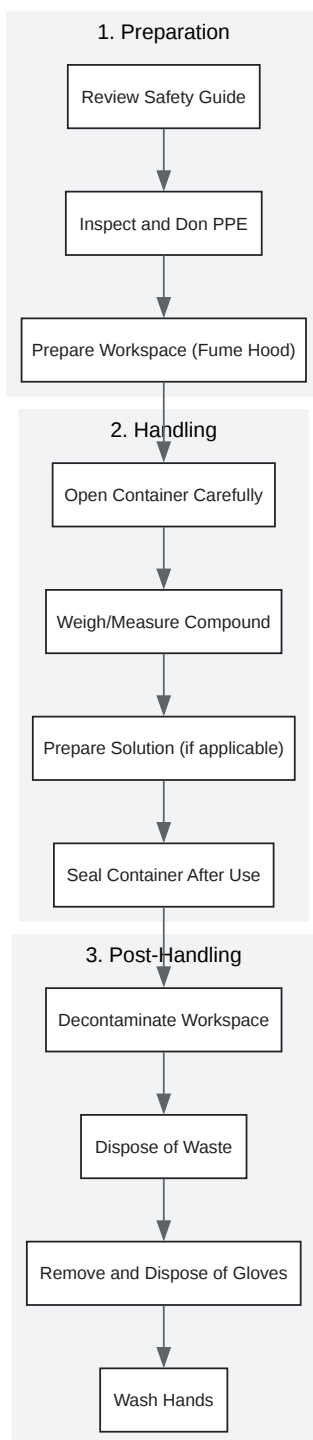 1. Preparation
Review Safety Guide
Inspect and Don PPE
Prepare Workspace (Fume Hood)
2. Handling
Open Container Carefully
Weigh/Measure Compound
Prepare Solution (if applicable)
Seal Container After Use
3. Post-Handling
Decontaminate Workspace
Dispose of Waste
Remove and Dispose of Gloves
Wash Hands